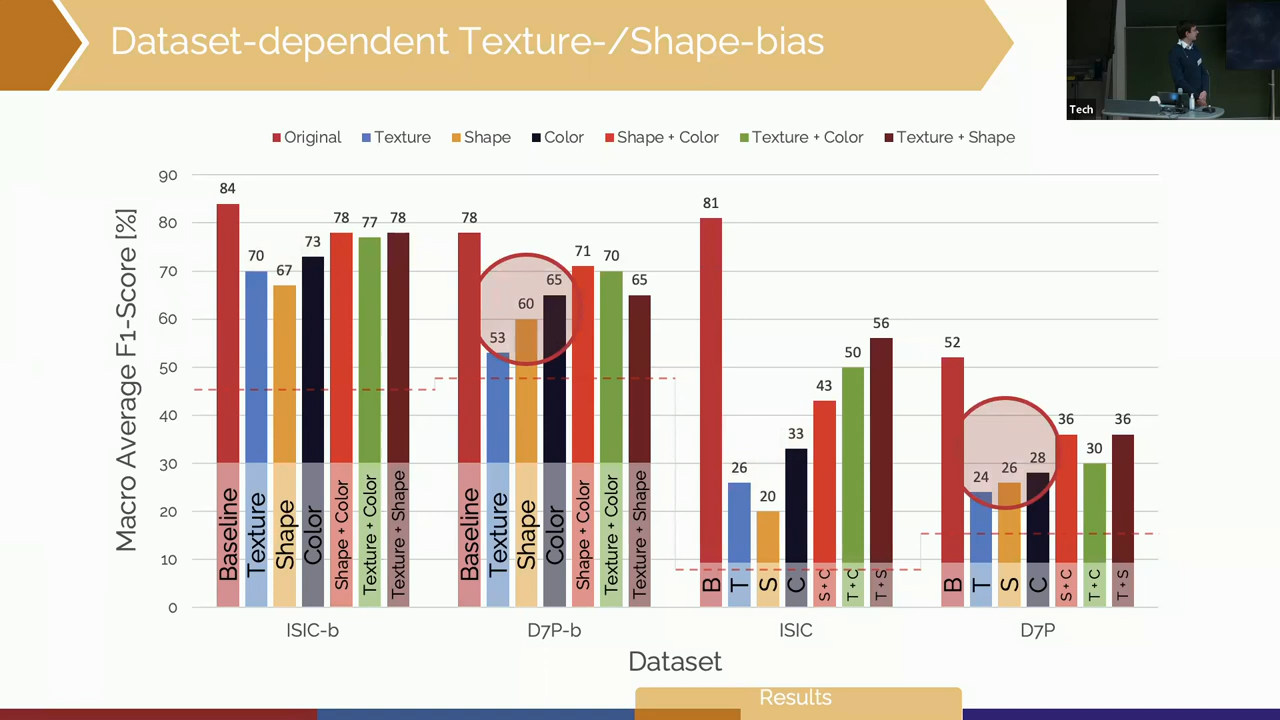 Dataset-dependent Texture-/Shape-bias
Tech
Original Texture Shape Color Shape + Color Texture + Color Texture + Shape
Macro Average F1-Score [%]
90
80
70
60
50
40
30
20
10
0
84 70 67 73 78 77 78
78 53 60 65 71 70 65
81 26 20 33 43 50 56
52 24 26 28 36 30 36
Baseline Texture Shape Color Shape + Color Texture + Color Texture + Shape
Baseline Texture Shape Color Shape + Color Texture + Color Texture + Shape
B T S C S + C T + C T + S
B T S C S + C T + C T + S
ISIC-b D7P-b ISIC D7P
Dataset
Results